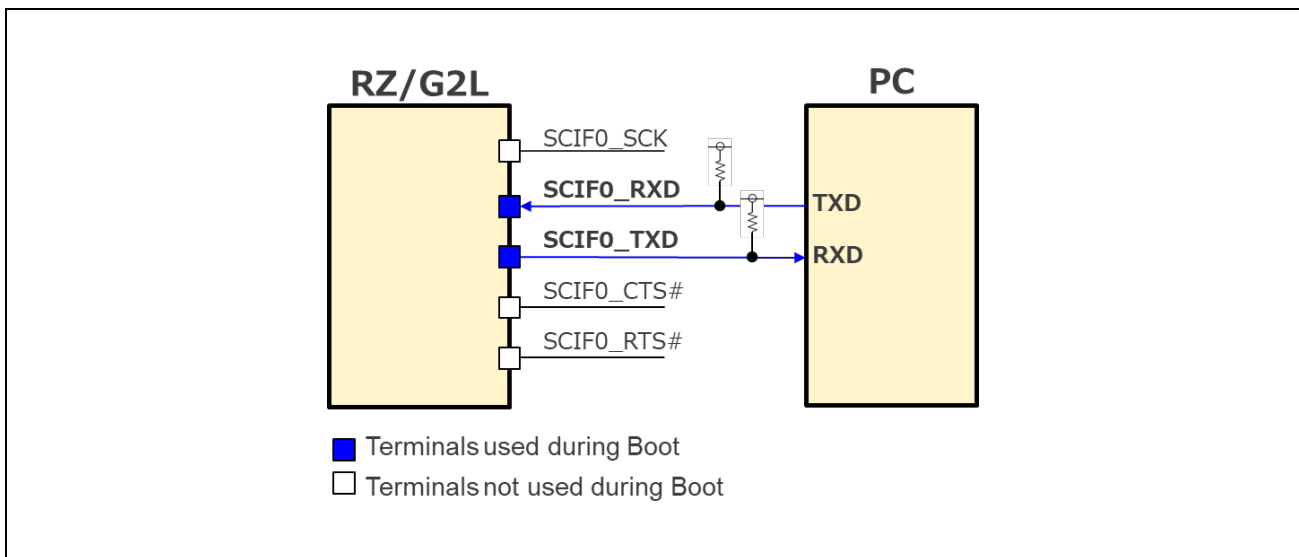 RZ/G2L
PC
SCIF0_SCK
SCIF0_RXD
TXD
SCIF0_TXD
RXD
SCIF0_CTS#
SCIF0_RTS#
Terminals used during Boot
Terminals not used during Boot